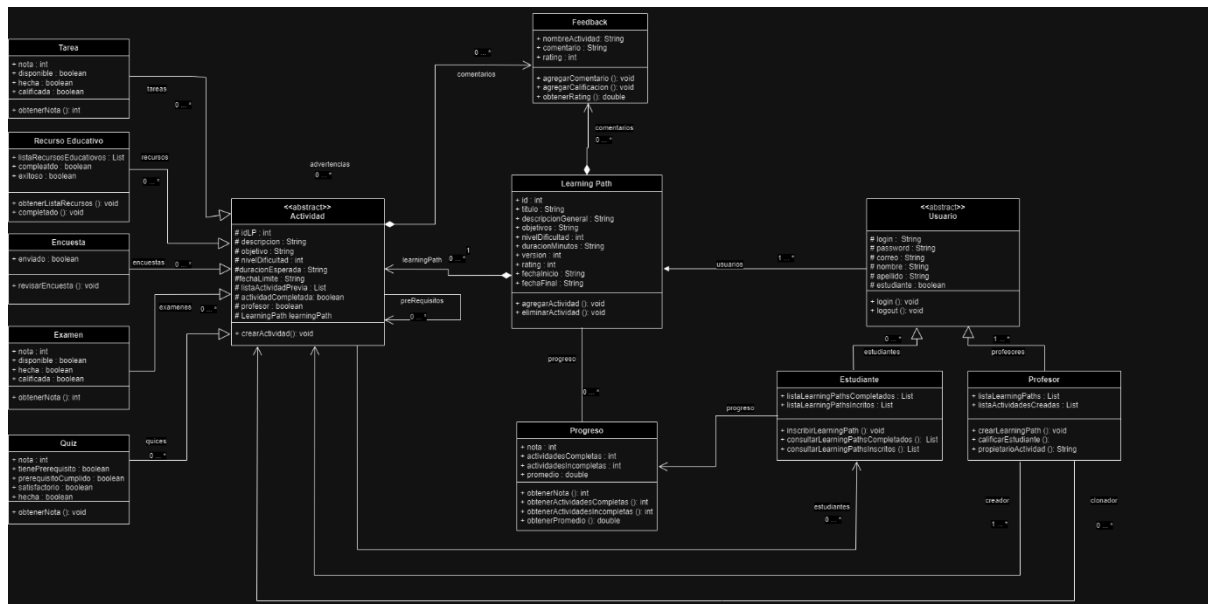 Feedback
+ nombreActividad: String
+ comentario : String
+ rating : int
+ agregarComentario (): void
+ agregarCalificacion (): void
+ obtenerRating (): double
Tarea
+ nota : int
+ disponible : boolean
+ hecha : boolean
+ calificada : boolean
+ obtenerNota (): int
tareas
0 ... *
0 ... *
comentarios
comentarios
0 ... *
Recurso Educativo
+ listaRecursosEducatiovos : List
+ compleatdo : boolean
+ exitoso : boolean
+ obtenerListaRecursos (): void
+ completado (): void
recursos
0 ... *
advertencias
0 ... *
<<abstract>>
Actividad
# idLP : int
# descripcion : String
# objetivo : String
# nivelDificultad : int
#duracionEsperada : String
#fechaLimite : String
# listaActividadPrevia : List
# actividadCompletada: boolean
# profesor : boolean
# LearningPath learningPath
+ crearActividad(): void
Learning Path
+ id : int
+ titulo : String
+ descripcionGeneral : String
+ objetivos : String
+ nivelDificultad : int
+ duracionMinutos : String
+ version : int
+ rating : int
+ fechaInicio : String
+ fechaFinal : String
+ agregarActividad (): void
+ eliminarActividad (): void
<<abstract>>
Usuario
# login : String
# password : String
# correo : String
# nombre : String
# apellido : String
# estudiante : boolean
+ login (): void
+ logout (): void
Encuesta
+ enviado : boolean
+ revisarEncuesta (): void
encuestas
0 ... *
learningPath
1
0 ... *
usuarios
1 ... *
preRequisitos
0 ... *
examenes
0 ... *
Examen
+ nota : int
+ disponible : boolean
+ hecha : boolean
+ calificada : boolean
+ obtenerNota (): int
progreso
0 ... *
0 ... *
estudiantes
1 ... *
profesores
Estudiante
+ listaLearningPathsCompletados : List
+ listaLearningPathsIncritos : List
+ inscribirLearningPath (): void
+ consultarLearningPathsCompletados (): List
+ consultarLearningPathsInscritos (): List
Profesor
+ listaLearningPaths : List
+ listaActividadesCreadas : List
+ crearLearningPath (): void
+ calificarEstudiante ():
+ propietarioActividad (): String
progreso
Progreso
+ nota : int
+ actividadesCompletas : int
+ actividadesIncompletas : int
+ promedio : double
+ obtenerNota (): int
+ obtenerActividadesCompletas (): int
+ obtenerActividadesIncompletas (): int
+ obtenerPromedio (): double
Quiz
+ nota : int
+ tienePrerequisito : boolean
+ prerequisitoCumplido : boolean
+ satisfactorio : boolean
+ hecha : boolean
+ obtenerNota (): void
quices
0 ... *
estudiantes
0 ... *
creador
1 ... *
clonador
0 ... *